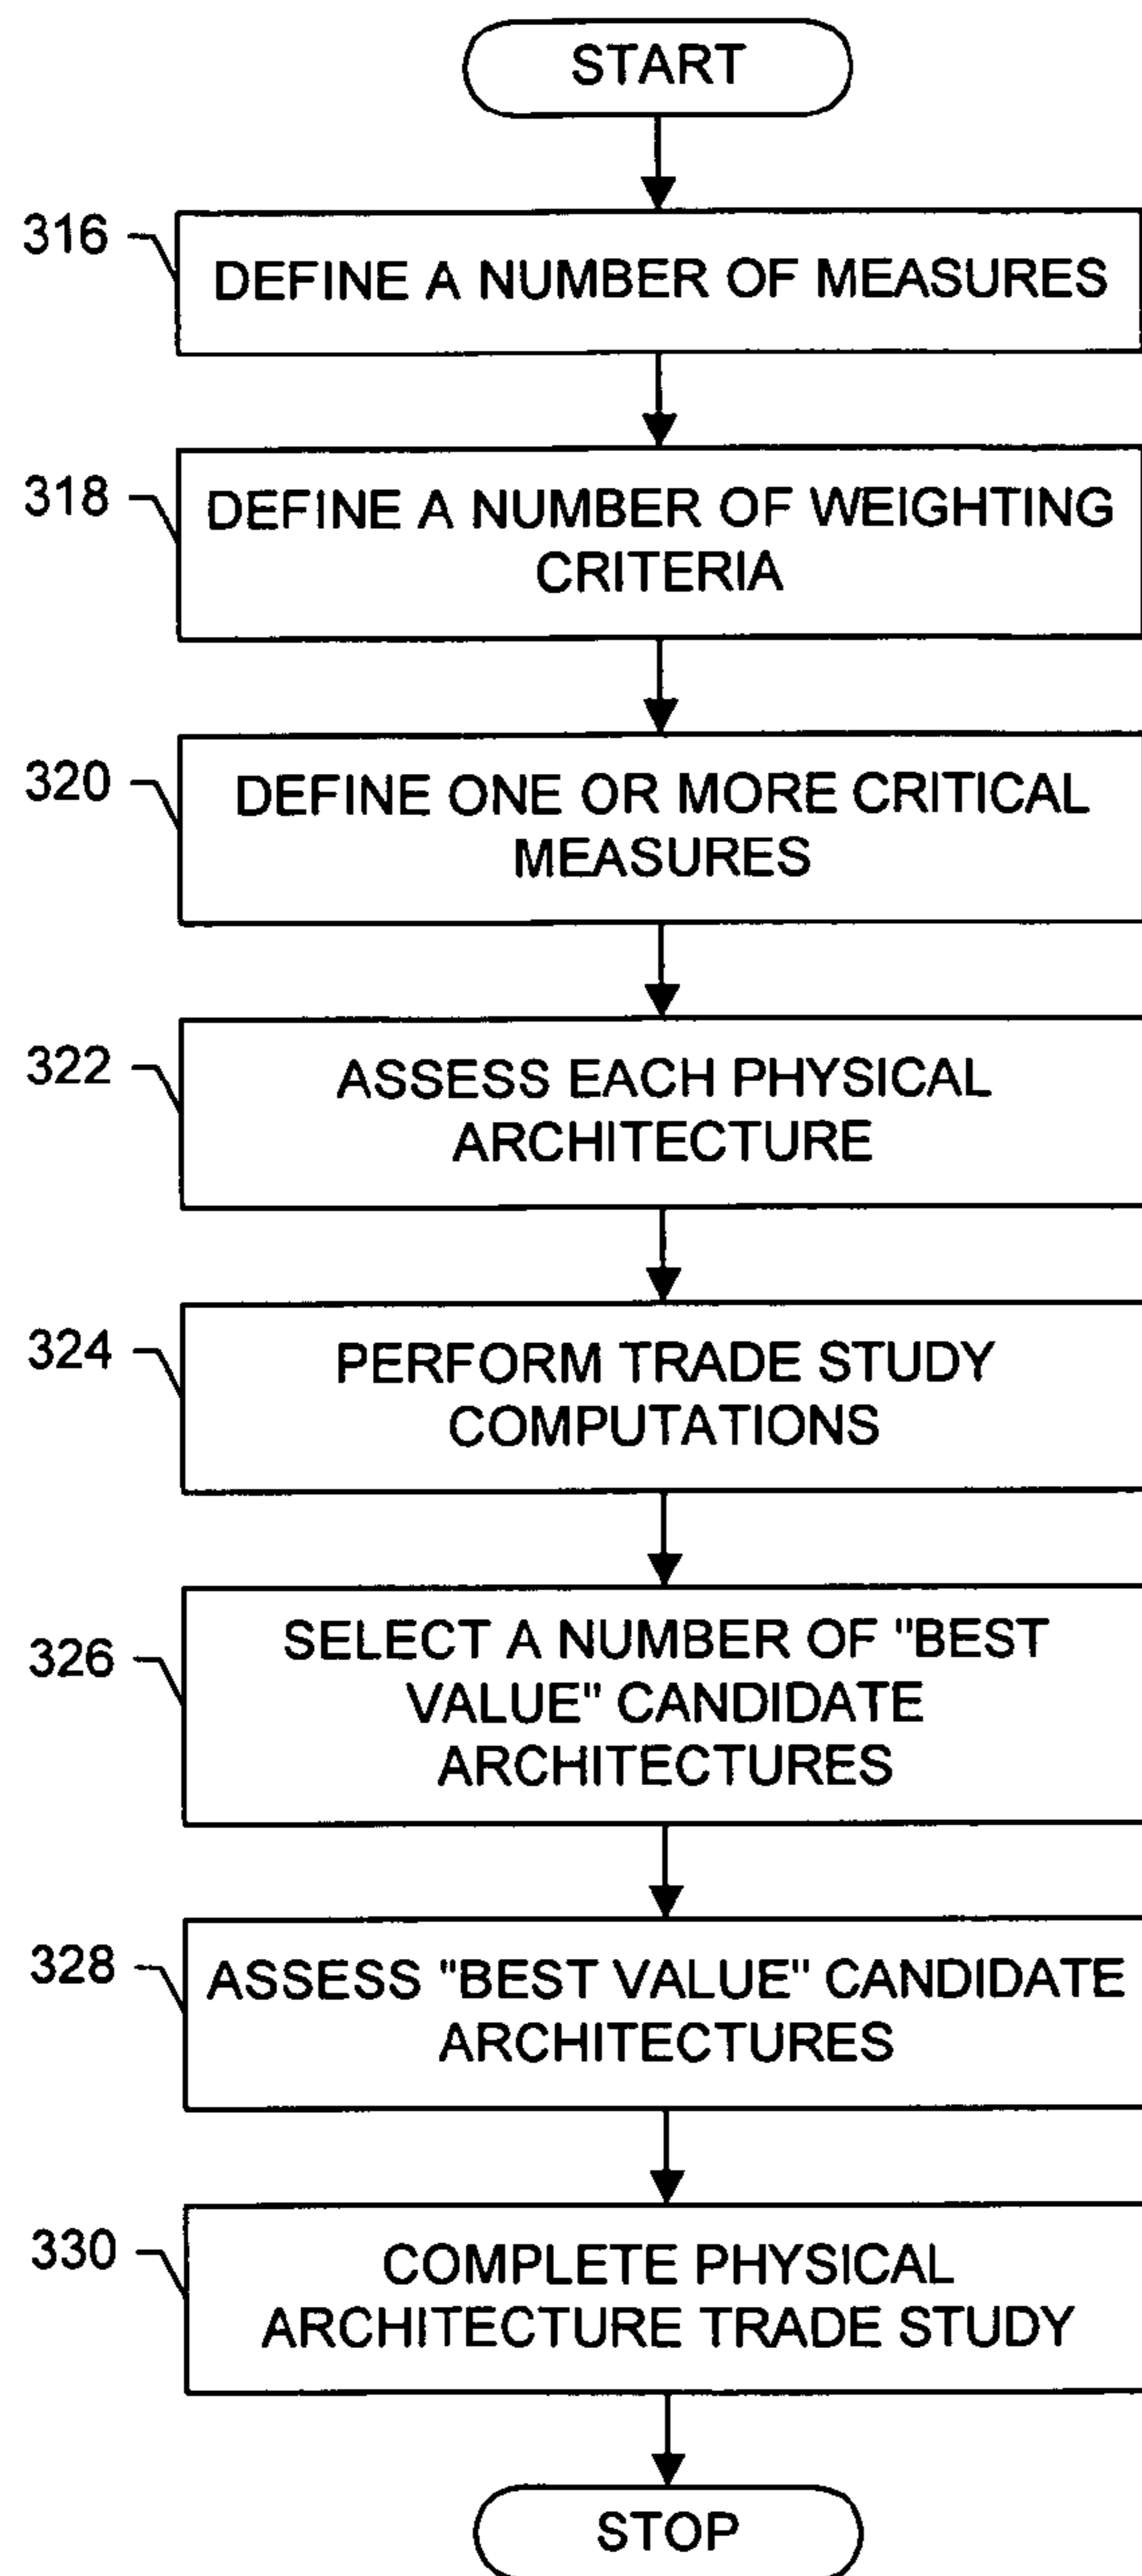 START
316
DEFINE A NUMBER OF MEASURES
318
DEFINE A NUMBER OF WEIGHTING
CRITERIA
320
DEFINE ONE OR MORE CRITICAL
MEASURES
322
ASSESS EACH PHYSICAL
ARCHITECTURE
324
PERFORM TRADE STUDY
COMPUTATIONS
326
SELECT A NUMBER OF "BEST
VALUE" CANDIDATE
ARCHITECTURES
328
ASSESS "BEST VALUE" CANDIDATE
ARCHITECTURES
330
COMPLETE PHYSICAL
ARCHITECTURE TRADE STUDY
STOP